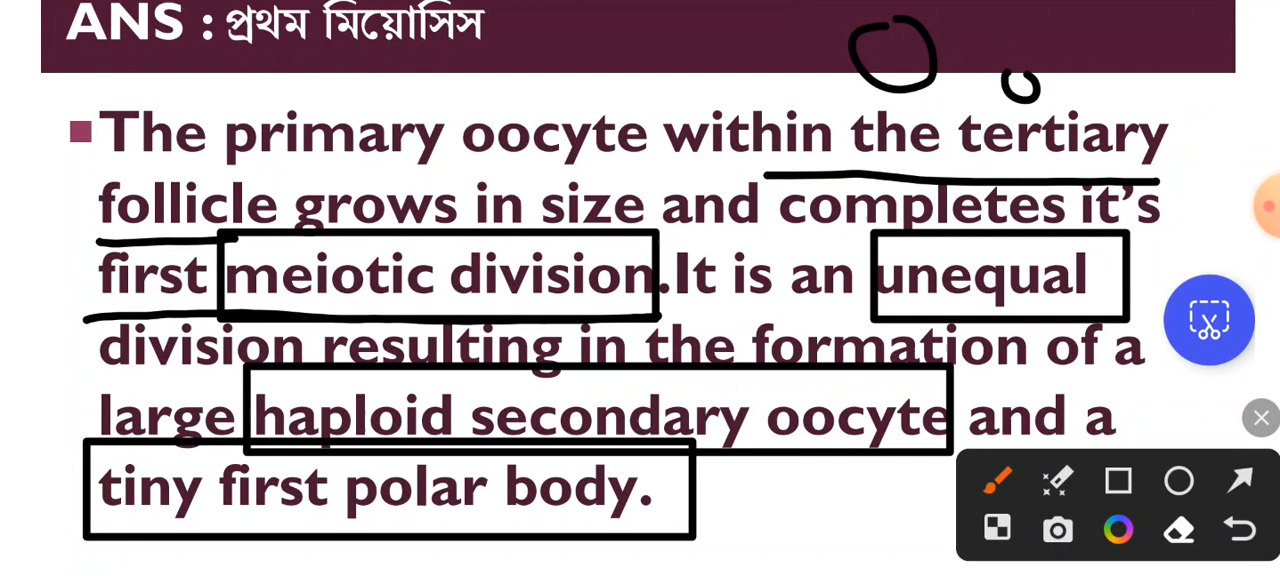 ANS : প্রথম মিয়োসিস
The primary oocyte within the tertiary
follicle grows in size and completes it's
first meiotic division.It is an unequal
division resulting in the formation of a
large haploid secondary oocyte and a
tiny first polar body.